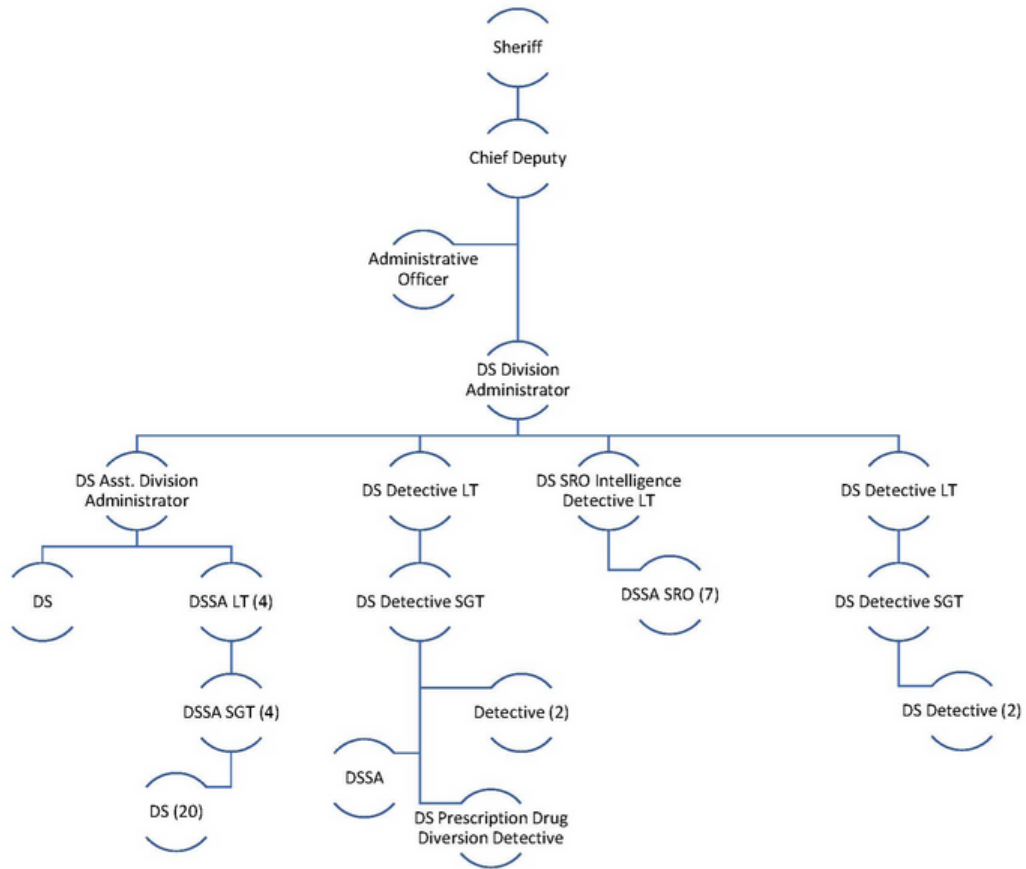 Sheriff
Chief Deputy
Administrative
Officer
DS Division
Administrator
DS Asst. Division
Administrator
DS Detective LT
DS SRO Intelligence
Detective LT
DS Detective LT
DS
DSSA LT (4)
DS Detective SGT
DSSA SRO (7)
DS Detective SGT
DSSA SGT (4)
Detective (2)
DS Detective (2)
DSSA
DS (20)
DS Prescription Drug
Diversion Detective